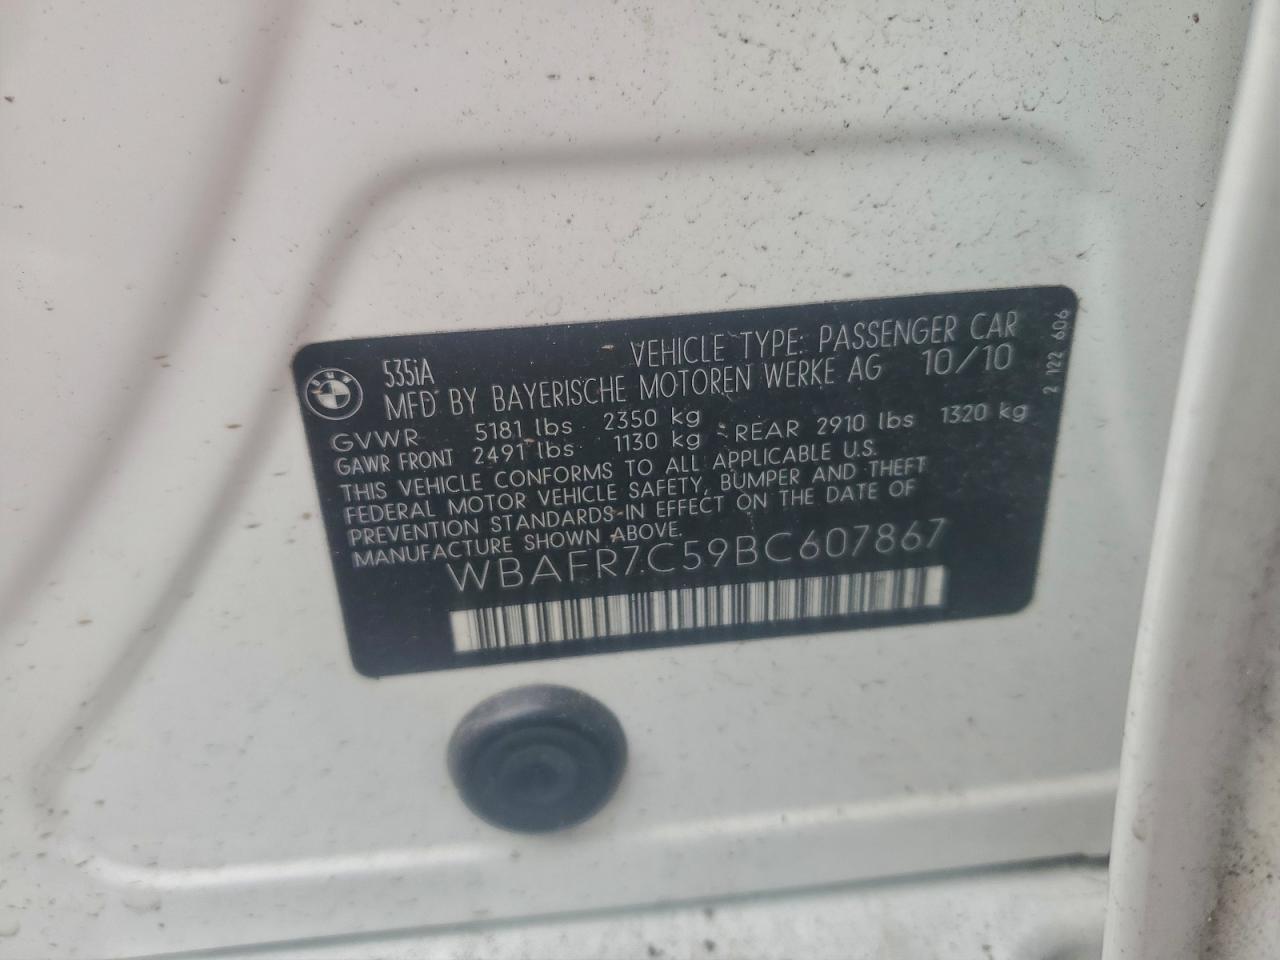 BMW
535iA VEHICLE TYPE: PASSENGER CAR
MFD BY BAYERISCHE MOTOREN WERKE AG 10/10
GVWR 5181 lbs 2350 kg
GAWR FRONT 2491 lbs 1130 kg - REAR 2910 lbs 1320 kg
THIS VEHICLE CONFORMS TO ALL APPLICABLE U.S.
FEDERAL MOTOR VEHICLE SAFETY, BUMPER AND THEFT
PREVENTION STANDARDS IN EFFECT ON THE DATE OF
MANUFACTURE SHOWN ABOVE.
WBAFR7C59BC607867
2 122 606